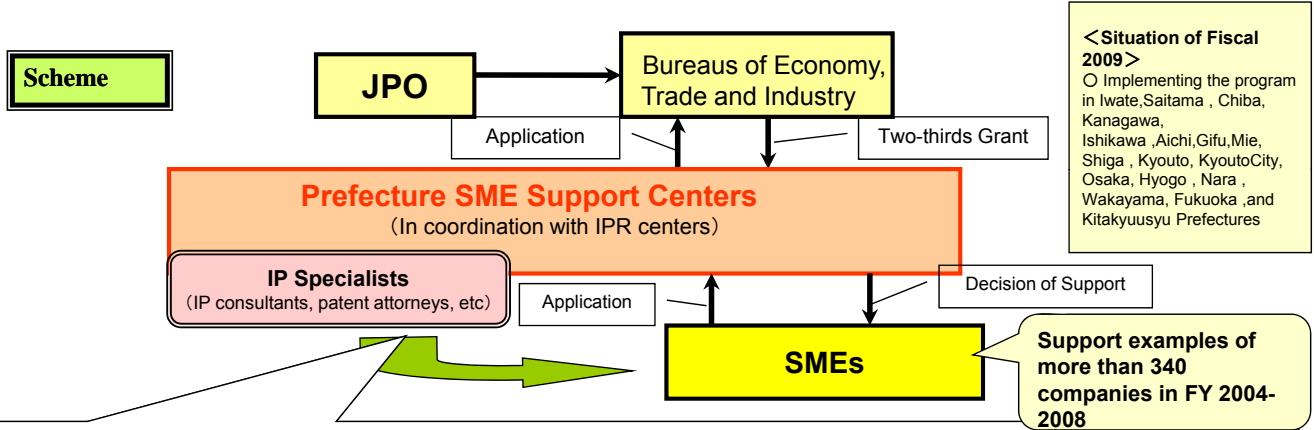 Scheme
JPO
Bureaus of Economy,
Trade and Industry
Application
Two-thirds Grant
Prefecture SME Support Centers
（In coordination with IPR centers）
IP Specialists
（IP consultants, patent attorneys, etc）
Application
Decision of Support
SMEs
Support examples of
more than 340
companies in FY 2004-
2008
＜Situation of Fiscal
2009＞
○ Implementing the program
in Iwate,Saitama , Chiba,
Kanagawa,
Ishikawa ,Aichi,Gifu,Mie,
Shiga , Kyouto, KyoutoCity,
Osaka, Hyogo , Nara ,
Wakayama, Fukuoka ,and
Kitakyuusyu Prefectures